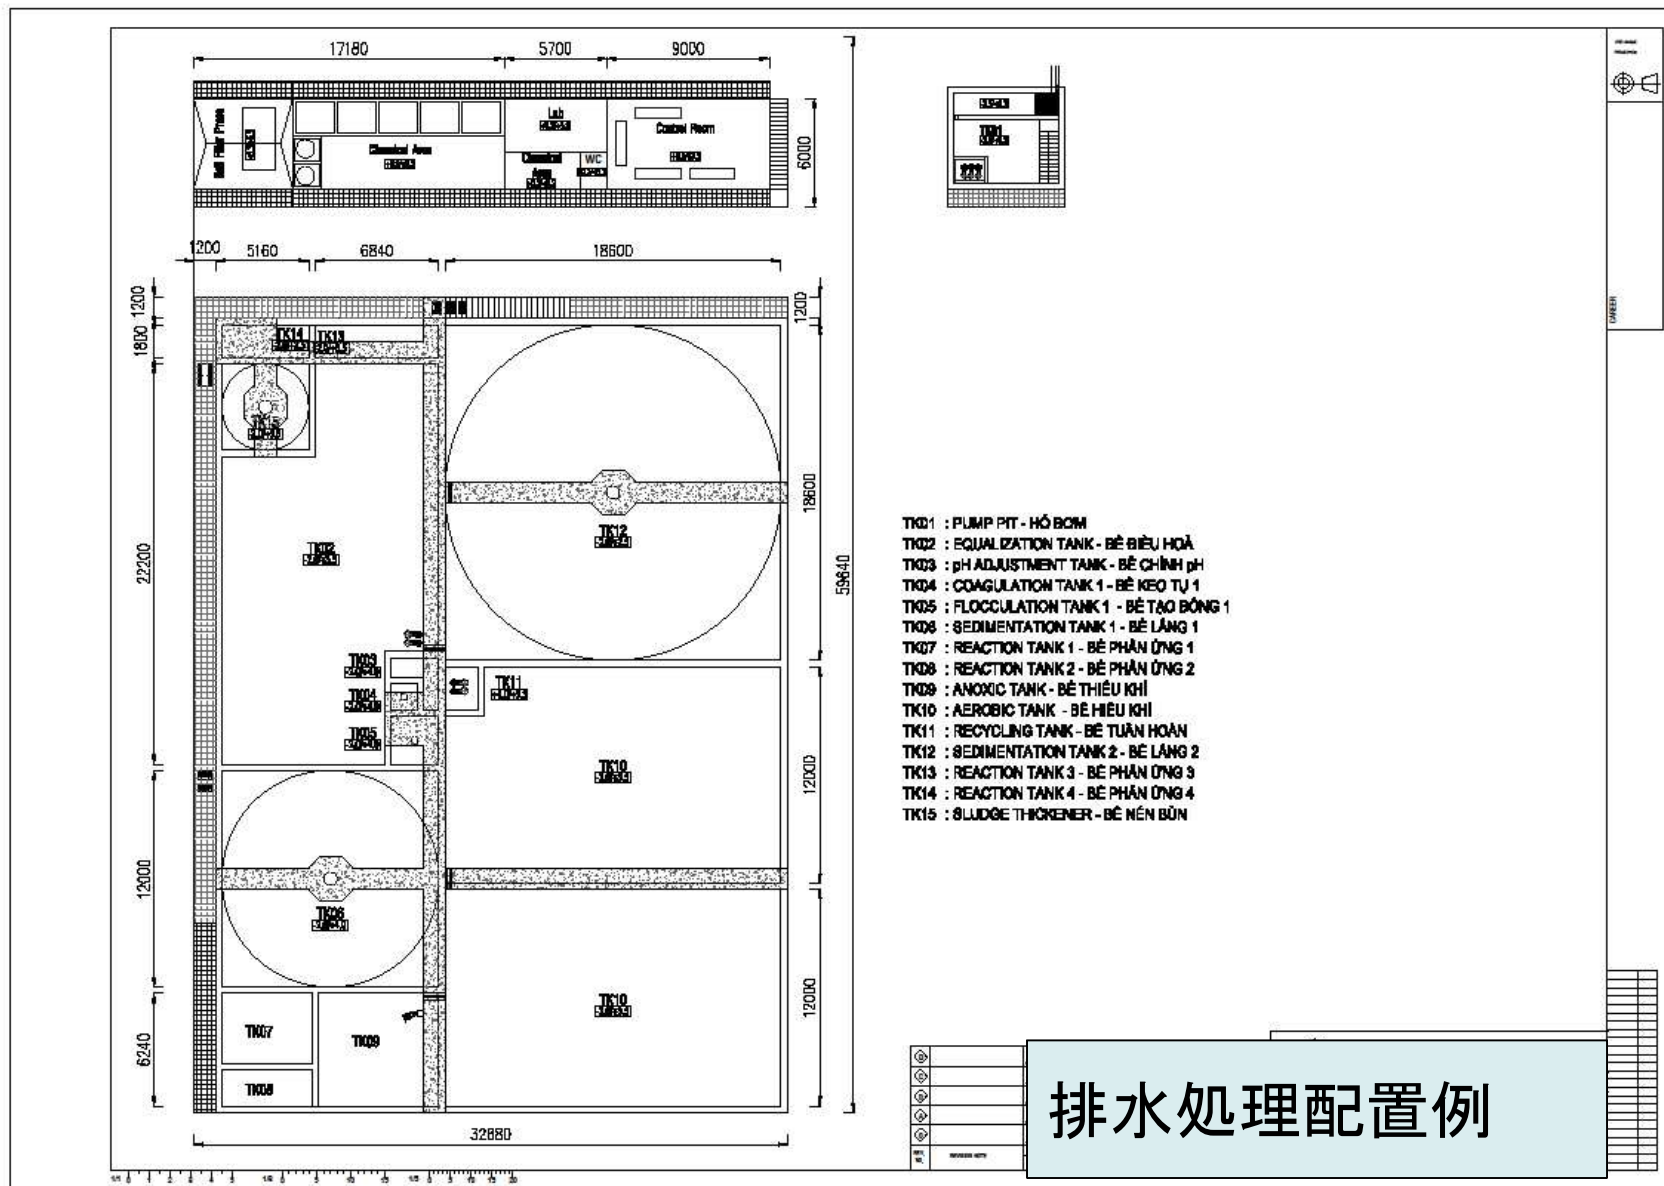 17180
5700
9000
Belt Filter Press
Chemical Area
Lab
Chemical
Area
WC
Control Room
6000
TK01
1200
5160
6840
18600
1200
1800
22200
12000
6240
TK14
TK13
TK15
TK02
TK03
TK04
TK05
TK06
TK07
TK08
TK09
TK12
TK11
TK10
TK10
1200
18600
12000
12000
59640
32880
TK01 : PUMP PIT - HỐ BƠM
TK02 : EQUALIZATION TANK - BỂ ĐIỀU HOÀ
TK03 : pH ADJUSTMENT TANK - BỂ CHỈNH pH
TK04 : COAGULATION TANK 1 - BỂ KEO TỤ 1
TK05 : FLOCCULATION TANK 1 - BỂ TẠO BÔNG 1
TK06 : SEDIMENTATION TANK 1 - BỂ LẮNG 1
TK07 : REACTION TANK 1 - BỂ PHẢN ỨNG 1
TK08 : REACTION TANK 2 - BỂ PHẢN ỨNG 2
TK09 : ANOXIC TANK - BỂ THIẾU KHÍ
TK10 : AEROBIC TANK - BỂ HIẾU KHÍ
TK11 : RECYCLING TANK - BỂ TUẦN HOÀN
TK12 : SEDIMENTATION TANK 2 - BỂ LẮNG 2
TK13 : REACTION TANK 3 - BỂ PHẢN ỨNG 3
TK14 : REACTION TANK 4 - BỂ PHẢN ỨNG 4
TK15 : SLUDGE THICKENER - BỂ NÉN BÙN
排水処理配置例